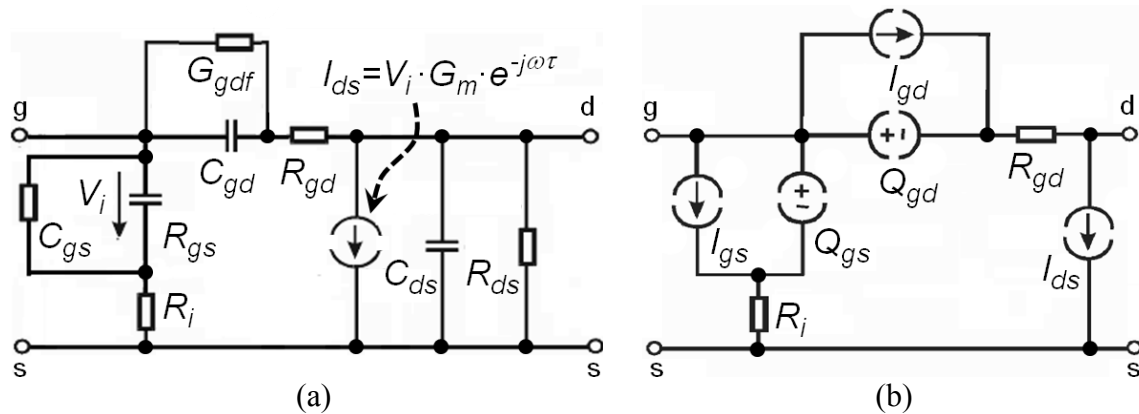 G_gdf
I_ds=V_i·G_m·e^-jωτ
g
d
C_gd
R_gd
V_i
C_gs
R_gs
R_i
C_ds
R_ds
s
s
(a)
I_gd
g
d
+ -
Q_gd
R_gd
I_gs
+
-
Q_gs
I_ds
R_i
s
s
(b)